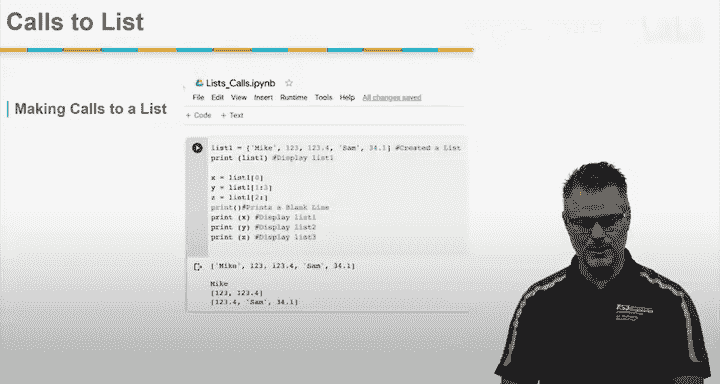 Calls to List
Making Calls to a List
Lists_Calls.ipynb
File Edit View Insert Runtime Tools Help All changes saved
+ Code + Text
list1 = ['Mike', 123, 123.4, 'Sam', 34.1] #Created a List
print (list1) #Display list1
x = list1[0]
y = list1[1:3]
z = list1[2:]
print()#Prints a Blank Line
print (x) #Display list1
print (y) #Display list2
print (z) #Display list3
['Mike', 123, 123.4, 'Sam', 34.1]
Mike
[123, 123.4]
[123.4, 'Sam', 34.1]